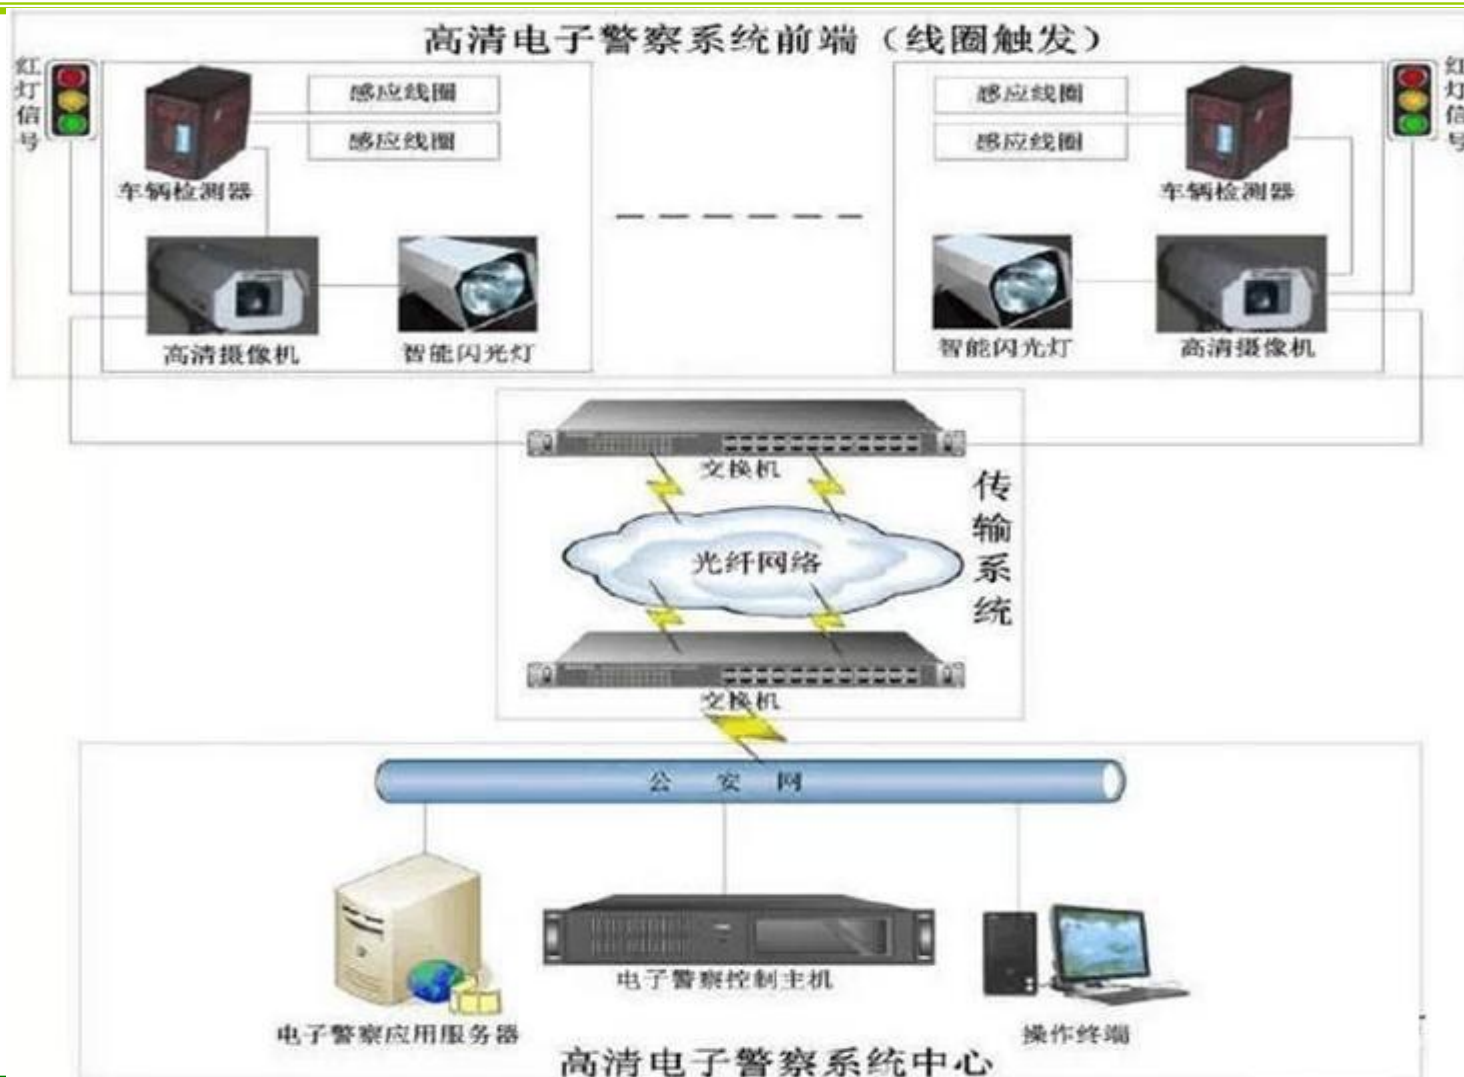 高清电子警察系统前端（线圈触发）
红灯信号
感应线圈
感应线圈
车辆检测器
高清摄像机
智能闪光灯
感应线圈
感应线圈
车辆检测器
红灯信号
智能闪光灯
高清摄像机
交换机
光纤网络
传输系统
交换机
公安网
电子警察应用服务器
电子警察控制主机
操作终端
高清电子警察系统中心